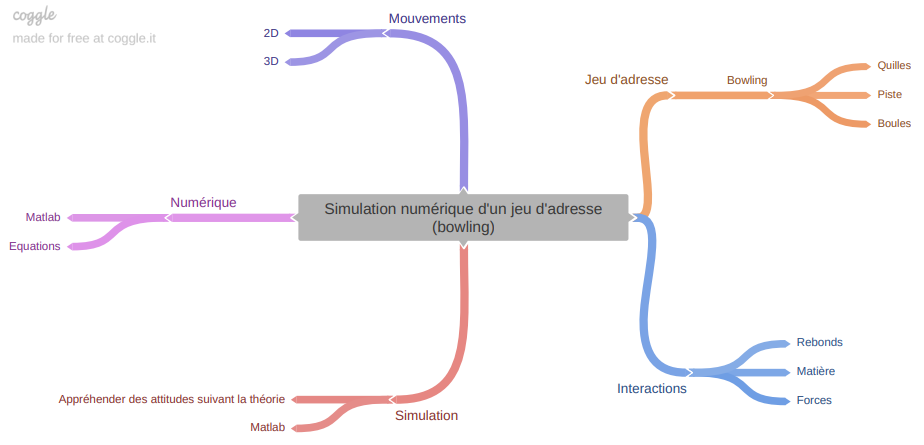 coggle
made for free at coggle.it
Mouvements
2D
3D
Jeu d'adresse
Bowling
Quilles
Piste
Boules
Numérique
Matlab
Equations
Simulation numérique d'un jeu d'adresse
(bowling)
Rebonds
Matière
Forces
Interactions
Appréhender des attitudes suivant la théorie
Matlab
Simulation